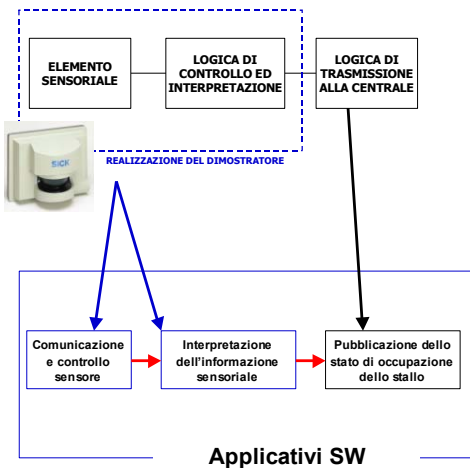 ELEMENTO
SENSORIALE
LOGICA DI
CONTROLLO ED
INTERPRETAZIONE
LOGICA DI
TRASMISSIONE
ALLA CENTRALE
SICK
REALIZZAZIONE DEL DIMOSTRATORE
Comunicazione
e controllo
sensore
Interpretazione
dell'informazione
sensoriale
Pubblicazione dello
stato di occupazione
dello stallo
Applicativi SW